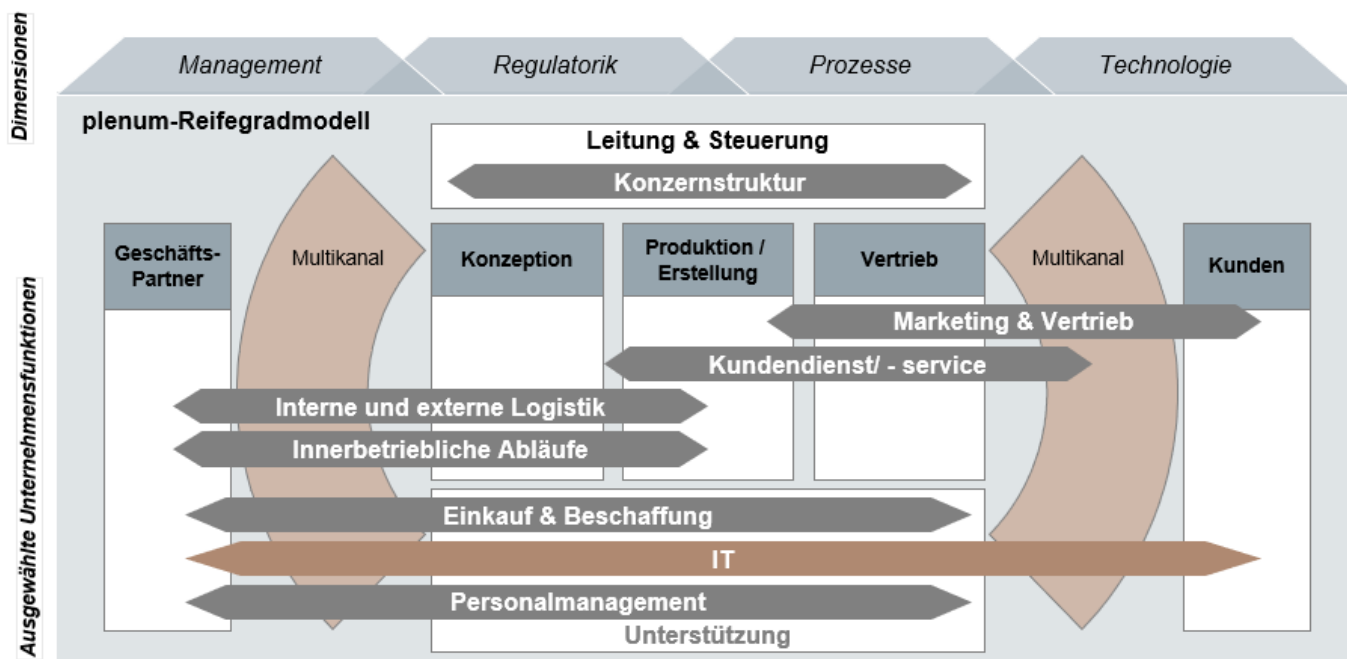 Dimensionen
Management
Regulatorik
Prozesse
Technologie
plenum-Reifegradmodell
Leitung & Steuerung
Konzernstruktur
Ausgewählte Unternehmensfunktionen
Geschäfts-
Partner
Multikanal
Konzeption
Produktion /
Erstellung
Vertrieb
Multikanal
Kunden
Marketing & Vertrieb
Kundendienst/ - service
Interne und externe Logistik
Innerbetriebliche Abläufe
Einkauf & Beschaffung
IT
Personalmanagement
Unterstützung